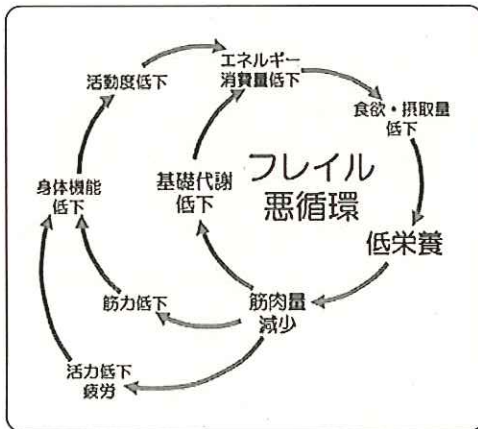 エネルギー
消費量低下
活動度低下
食欲・摂取量
低下
フレイル
悪循環
基礎代謝
低下
身体機能
低下
低栄養
筋力低下
筋肉量
減少
活力低下
疲労